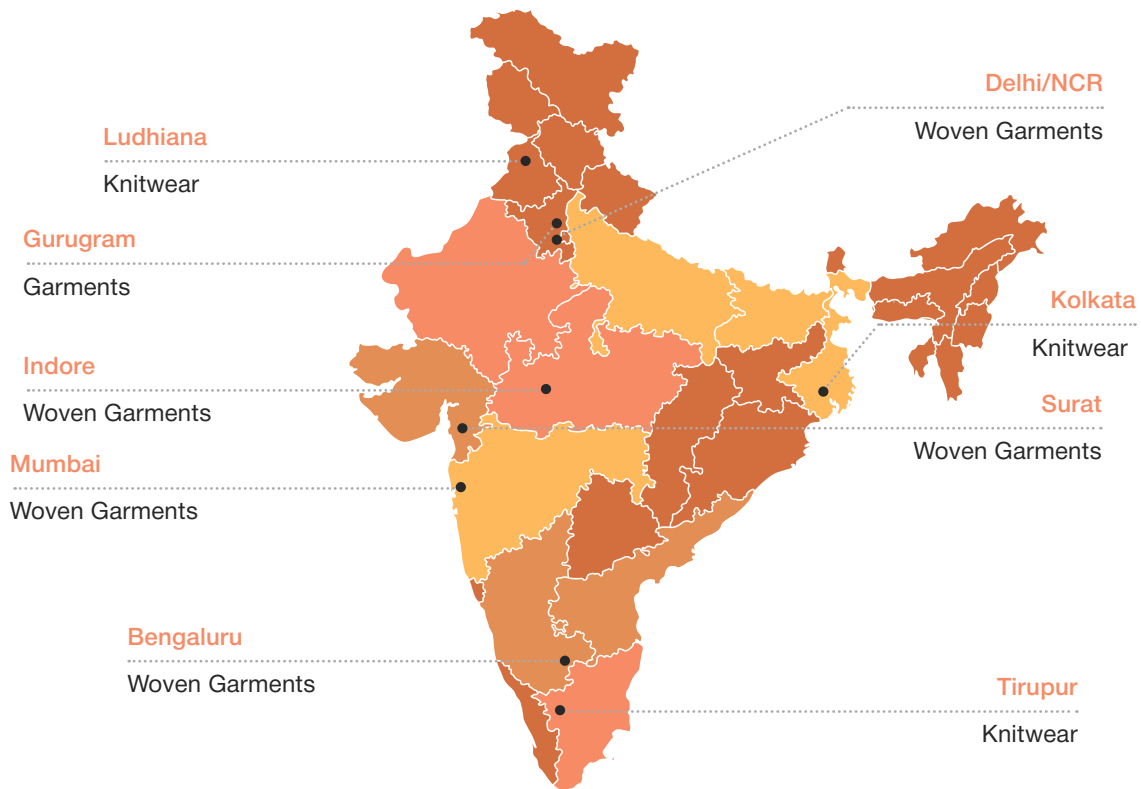 Delhi/NCR
Woven Garments
Ludhiana
Knitwear
Gurugram
Garments
Kolkata
Knitwear
Indore
Woven Garments
Surat
Woven Garments
Mumbai
Woven Garments
Bengaluru
Woven Garments
Tirupur
Knitwear